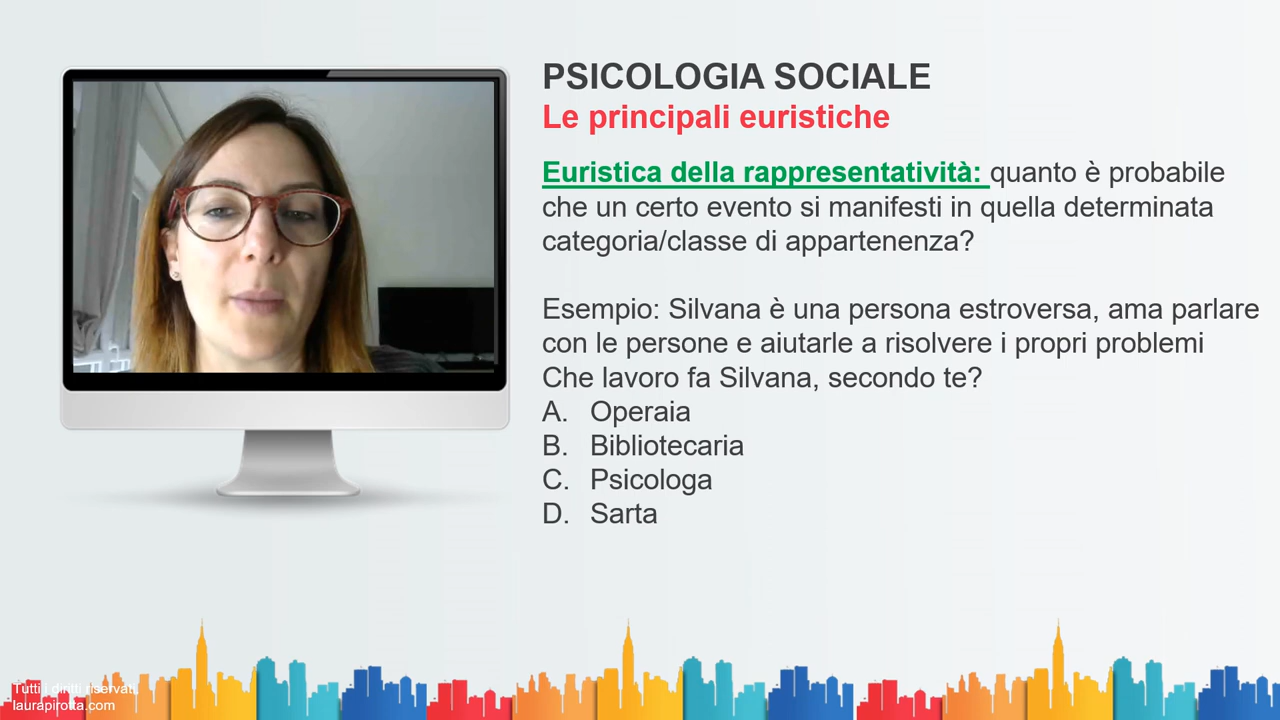 PSICOLOGIA SOCIALE
Le principali euristiche
Euristica della rappresentatività: quanto è probabile
che un certo evento si manifesti in quella determinata
categoria/classe di appartenenza?
Esempio: Silvana è una persona estroversa, ama parlare
con le persone e aiutarle a risolvere i propri problemi
Che lavoro fa Silvana, secondo te?
A. Operaia
B. Bibliotecaria
C. Psicologa
D. Sarta
Tutti i diritti riservati
laurapirotta.com